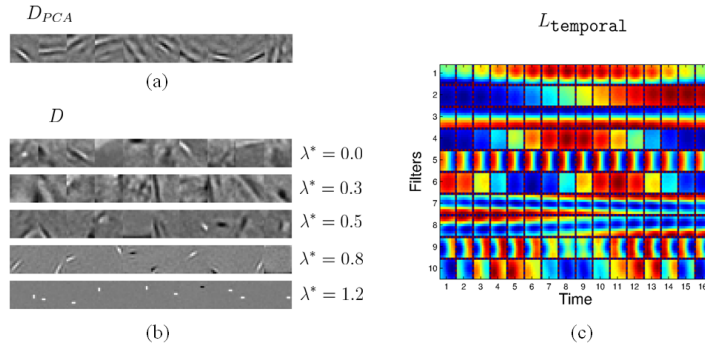 D_PCA
(a)
D
λ* = 0.0
λ* = 0.3
λ* = 0.5
λ* = 0.8
λ* = 1.2
(b)
L_temporal
Filters
1
2
3
4
5
6
7
8
9
10
1 2 3 4 5 6 7 8 9 10 11 12 13 14 15 16
Time
(c)